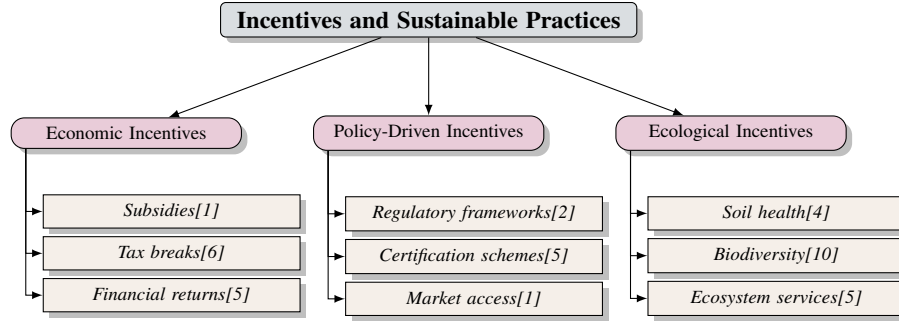 Incentives and Sustainable Practices
Economic Incentives
Policy-Driven Incentives
Ecological Incentives
Subsidies[1]
Tax breaks[6]
Financial returns[5]
Regulatory frameworks[2]
Certification schemes[5]
Market access[1]
Soil health[4]
Biodiversity[10]
Ecosystem services[5]